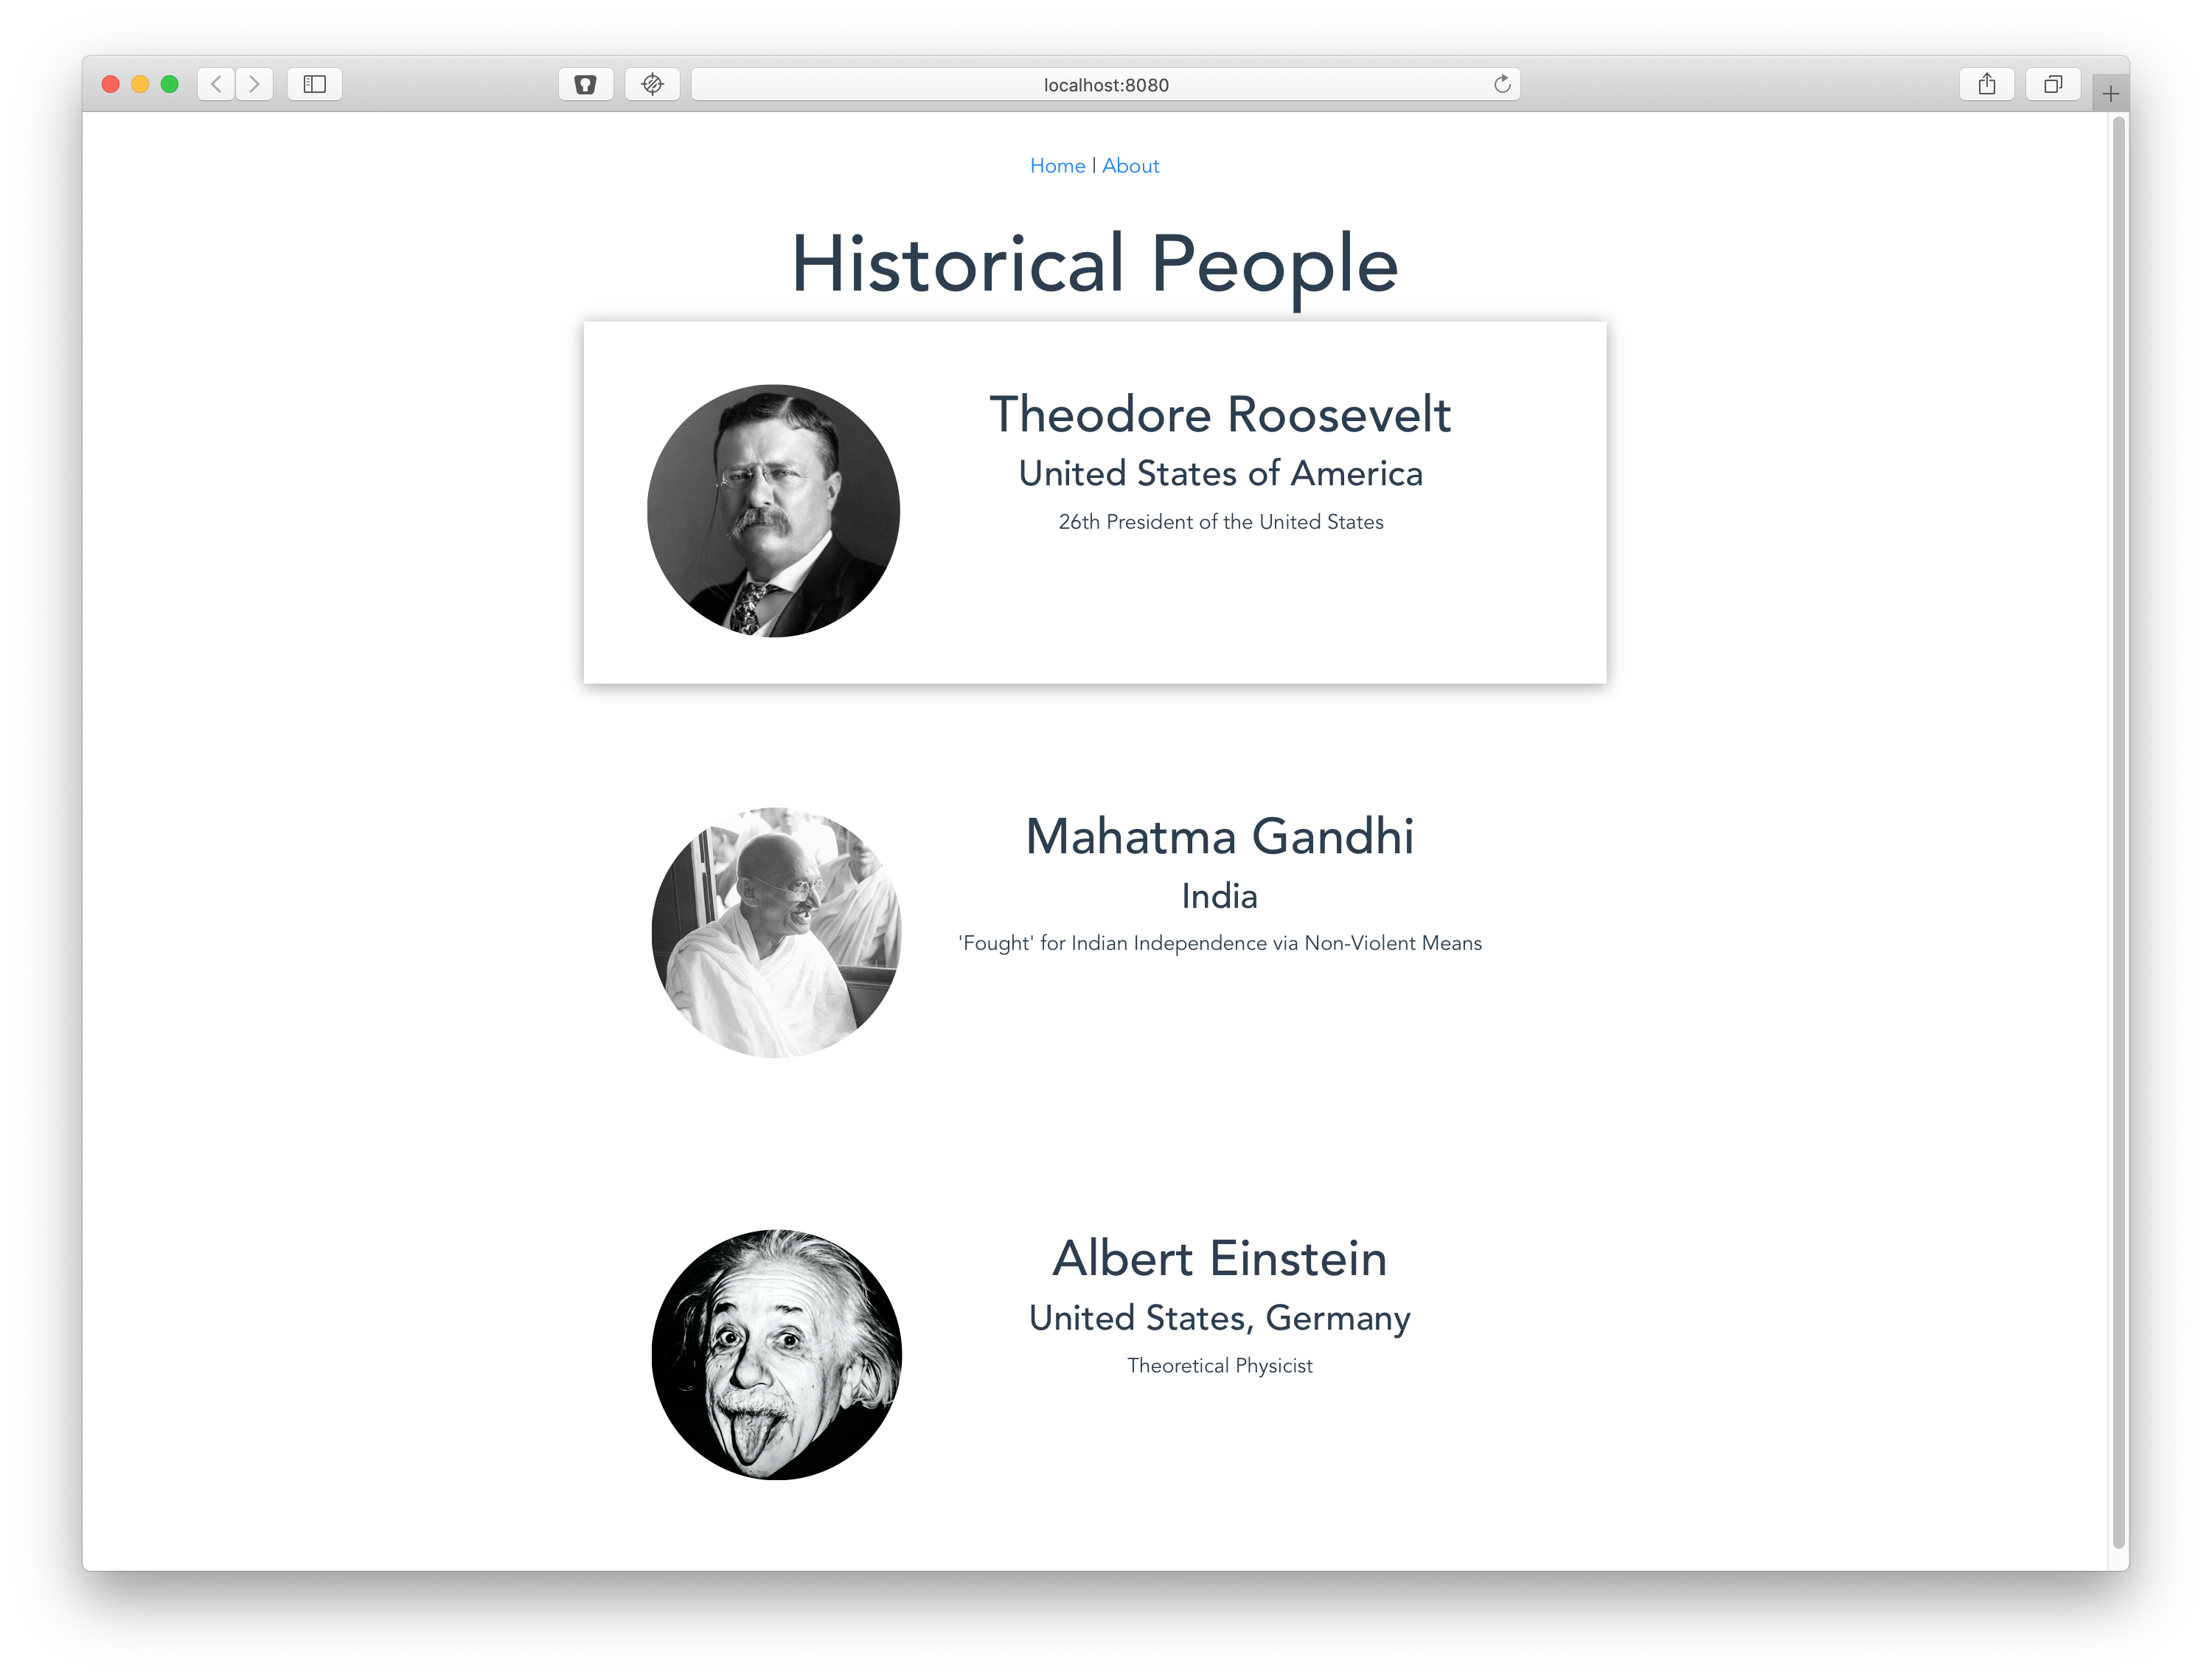 localhost:8080
Home | About
Historical People
Theodore Roosevelt
United States of America
26th President of the United States
Mahatma Gandhi
India
'Fought' for Indian Independence via Non-Violent Means
Albert Einstein
United States, Germany
Theoretical Physicist